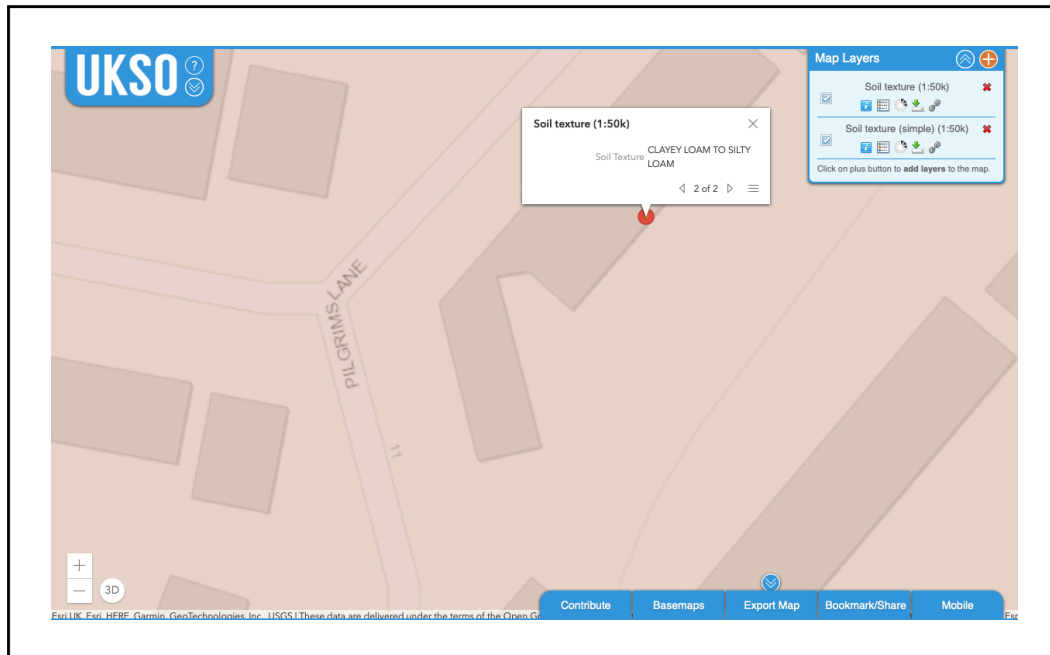 UKSO
?
Map Layers
Soil texture (1:50k)
Soil texture (simple) (1:50k)
Click on plus button to add layers to the map.
Soil texture (1:50k)
Soil Texture CLAYEY LOAM TO SILTY
LOAM
2 of 2
PILGRIMS LANE
11
3D
Contribute
Basemaps
Export Map
Bookmark/Share
Mobile
Esri UK, Esri, HERE, Garmin, GeoTechnologies, Inc., USGS | These data are delivered under the terms of the Open G
Esr